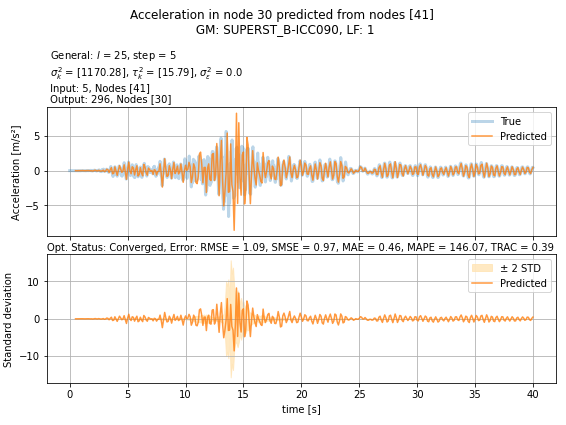 Acceleration in node 30 predicted from nodes [41]
GM: SUPERST_B-ICC090, LF: 1
General: l = 25, step = 5
σ²ₖ = [1170.28], τ²ₖ = [15.79], σ²ε = 0.0
Input: 5, Nodes [41]
Output: 296, Nodes [30]
Acceleration [m/s²]
5
0
−5
True
Predicted
Opt. Status: Converged, Error: RMSE = 1.09, SMSE = 0.97, MAE = 0.46, MAPE = 146.07, TRAC = 0.39
Standard deviation
10
0
−10
± 2 STD
Predicted
0 5 10 15 20 25 30 35 40
time [s]